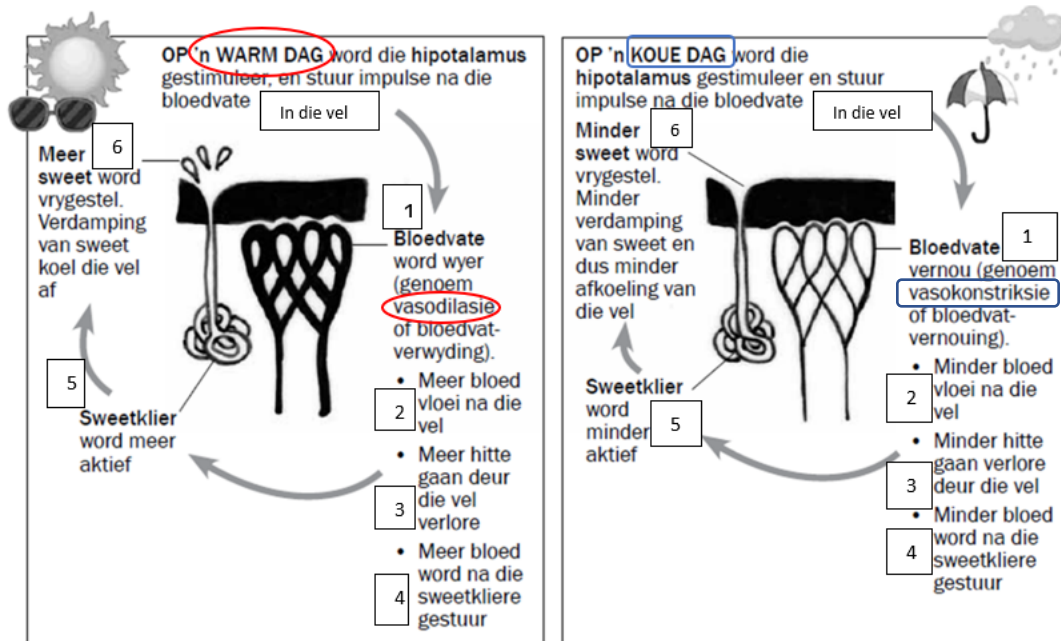 OP 'n WARM DAG word die hipotalamus
gestimuleer, en stuur impulse na die
bloedvate
In die vel
6
Meer
sweet word
vrygestel.
Verdamping
van sweet
koel die vel
af
1
Bloedvate
word wyer
(genoem
vasodilasie
of bloedvat-
verwyding).
• Meer bloed
vloei na die
vel
2
• Meer hitte
gaan deur
die vel
verlore
3
• Meer bloed
word na die
sweetkliere
gestuur
4
5
Sweetklier
word meer
aktief
OP 'n KOUE DAG word die
hipotalamus gestimuleer en stuur
impulse na die bloedvate
In die vel
6
Minder
sweet word
vrygestel.
Minder
verdamping
van sweet en
dus minder
afkoeling van
die vel
1
Bloedvate
vernou (genoem
vasokonstriksie
of bloedvat-
vernouing).
• Minder bloed
vloei na die
vel
2
• Minder hitte
gaan verlore
deur die vel
3
• Minder bloed
word na die
sweetkliere
gestuur
4
Sweetklier
word
minder
aktief
5